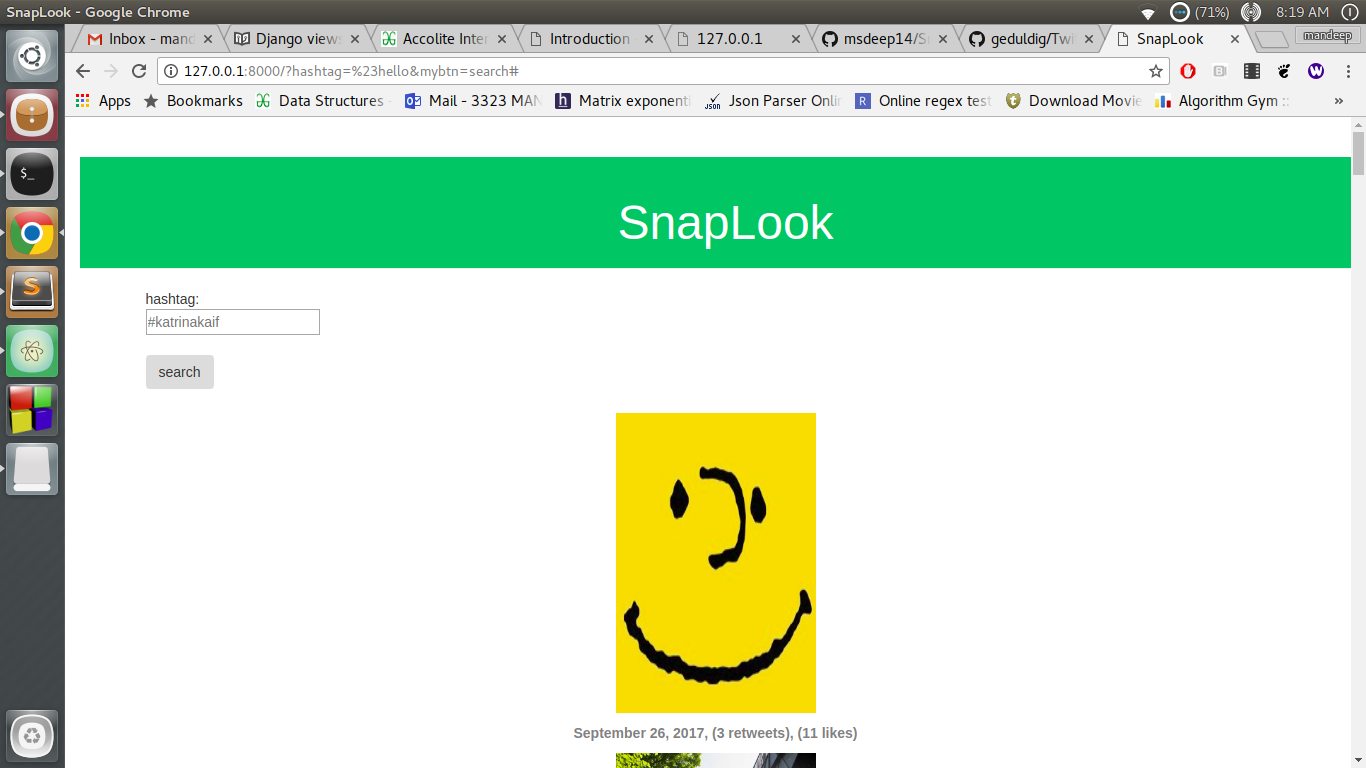 SnapLook - Google Chrome
(71%)
8:19 AM
Inbox - mand
Django views
Accolite Inter
Introduction
127.0.0.1
msdeep14/Sn
geduldig/Twi
SnapLook
mandeep
127.0.0.1:8000/?hashtag=%23hello&mybtn=search#
Apps
Bookmarks
Data Structures
Mail - 3323 MAN
Matrix exponenti
Json Parser Onlin
Online regex test
Download Movie
Algorithm Gym ::
»
SnapLook
hashtag:
#katrinakaif
search
September 26, 2017, (3 retweets), (11 likes)